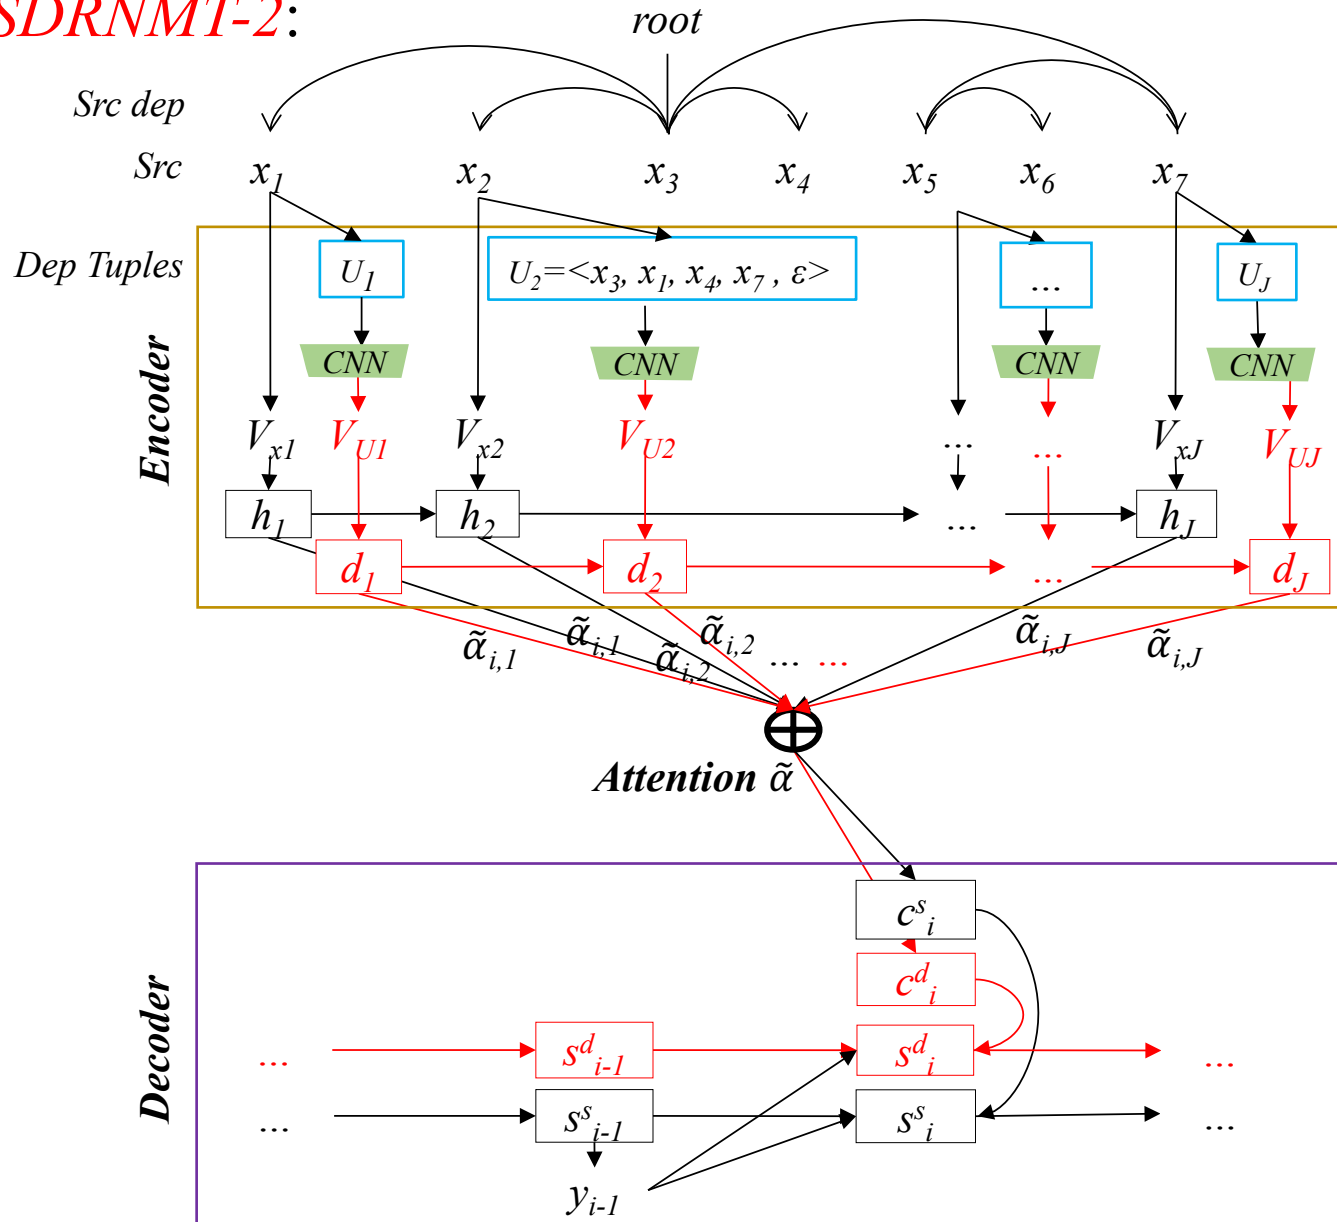 SDRNMT-2:
root
Src dep
Src x1 x2 x3 x4 x5 x6 x7
Dep Tuples U1 U2=<x3, x1, x4, x7 , ε> ... UJ
Encoder
CNN CNN CNN CNN
Vx1 VU1 Vx2 VU2 ... ... VxJ VUJ
h1 h2 ... hJ
d1 d2 ... dJ
α̃i,1 α̃i,1 α̃i,2 α̃i,2 ... ... α̃i,J α̃i,J
Attention α̃
Decoder
csi
cdi
... sdi-1 sdi ...
... ssi-1 ssi ...
yi-1